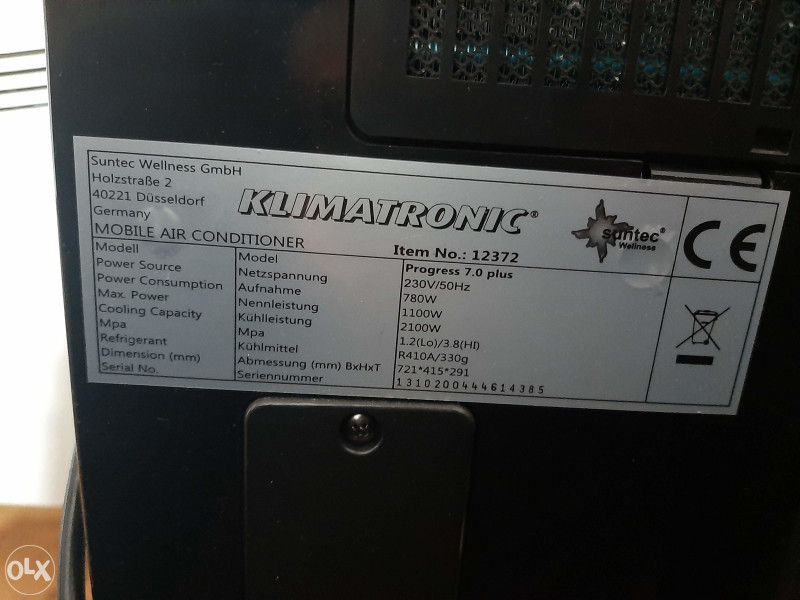 Suntec Wellness GmbH
Holzstraße 2
40221 Düsseldorf
Germany
KLIMATRONIC®
suntec®
Wellness
CE
MOBILE AIR CONDITIONER
Item No.: 12372
Modell Model Progress 7.0 plus
Power Source Netzspannung 230V/50Hz
Power Consumption Aufnahme 780W
Max. Power Nennleistung 1100W
Cooling Capacity Kühlleistung 2100W
Mpa Mpa 1.2(Lo)/3.8(HI)
Refrigerant Kühlmittel R410A/330g
Dimension (mm) Abmessung (mm) BxHxT 721*415*291
Serial No. Seriennummer 1310200444614385
OLX